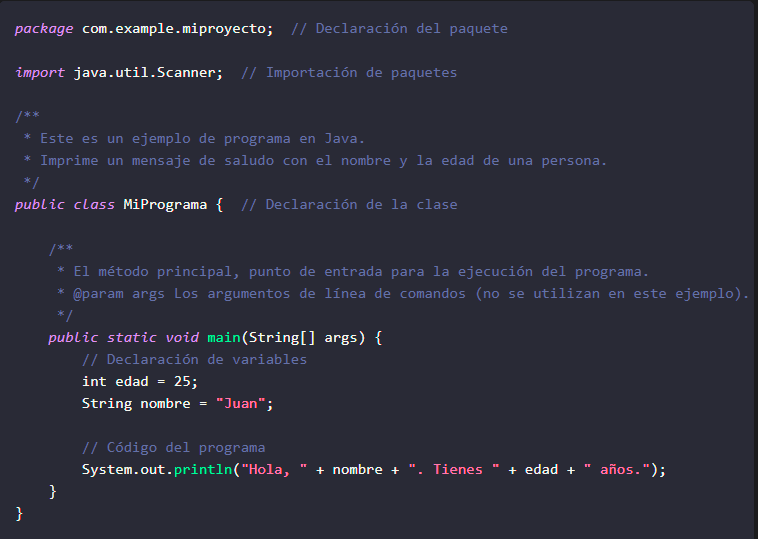 package com.example.miproyecto;  // Declaración del paquete
import java.util.Scanner;  // Importación de paquetes
/**
 * Este es un ejemplo de programa en Java.
 * Imprime un mensaje de saludo con el nombre y la edad de una persona.
 */
public class MiPrograma {  // Declaración de la clase
    /**
     * El método principal, punto de entrada para la ejecución del programa.
     * @param args Los argumentos de línea de comandos (no se utilizan en este ejemplo).
     */
    public static void main(String[] args) {
        // Declaración de variables
        int edad = 25;
        String nombre = "Juan";
        // Código del programa
        System.out.println("Hola, " + nombre + ". Tienes " + edad + " años.");
    }
}